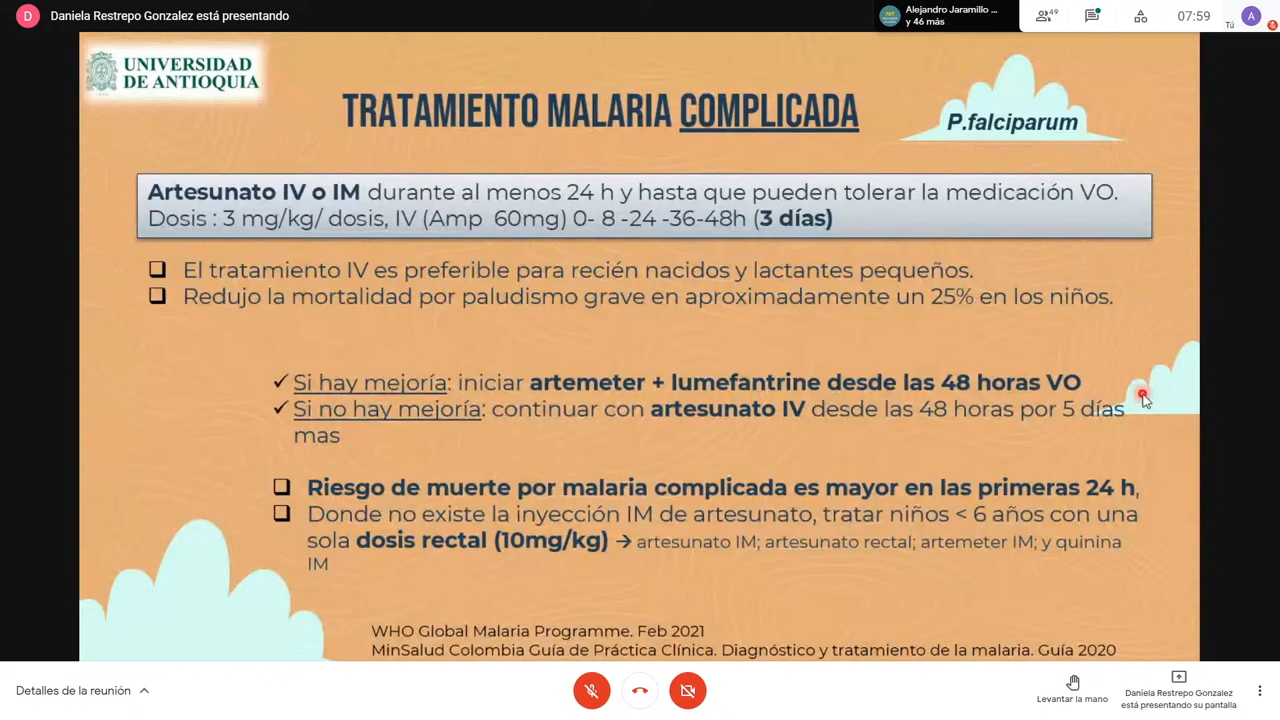 D Daniela Restrepo Gonzalez está presentando
Alejandro Jaramillo ...
y 46 más
49
07:59
Tú
A
UNIVERSIDAD
DE ANTIOQUIA
TRATAMIENTO MALARIA COMPLICADA
P.falciparum
Artesunato IV o IM durante al menos 24 h y hasta que pueden tolerar la medicación VO.
Dosis : 3 mg/kg/ dosis, IV (Amp 60mg) 0- 8 -24 -36-48h (3 días)
❑ El tratamiento IV es preferible para recién nacidos y lactantes pequeños.
❑ Redujo la mortalidad por paludismo grave en aproximadamente un 25% en los niños.
✓ Si hay mejoría: iniciar artemeter + lumefantrine desde las 48 horas VO
✓ Si no hay mejoría: continuar con artesunato IV desde las 48 horas por 5 días
mas
❑ Riesgo de muerte por malaria complicada es mayor en las primeras 24 h,
❑ Donde no existe la inyección IM de artesunato, tratar niños < 6 años con una
sola dosis rectal (10mg/kg) → artesunato IM; artesunato rectal; artemeter IM; y quinina
IM
WHO Global Malaria Programme. Feb 2021
MinSalud Colombia Guía de Práctica Clínica. Diagnóstico y tratamiento de la malaria. Guía 2020
Detalles de la reunión
Levantar la mano
Daniela Restrepo Gonzalez
está presentando su pantalla